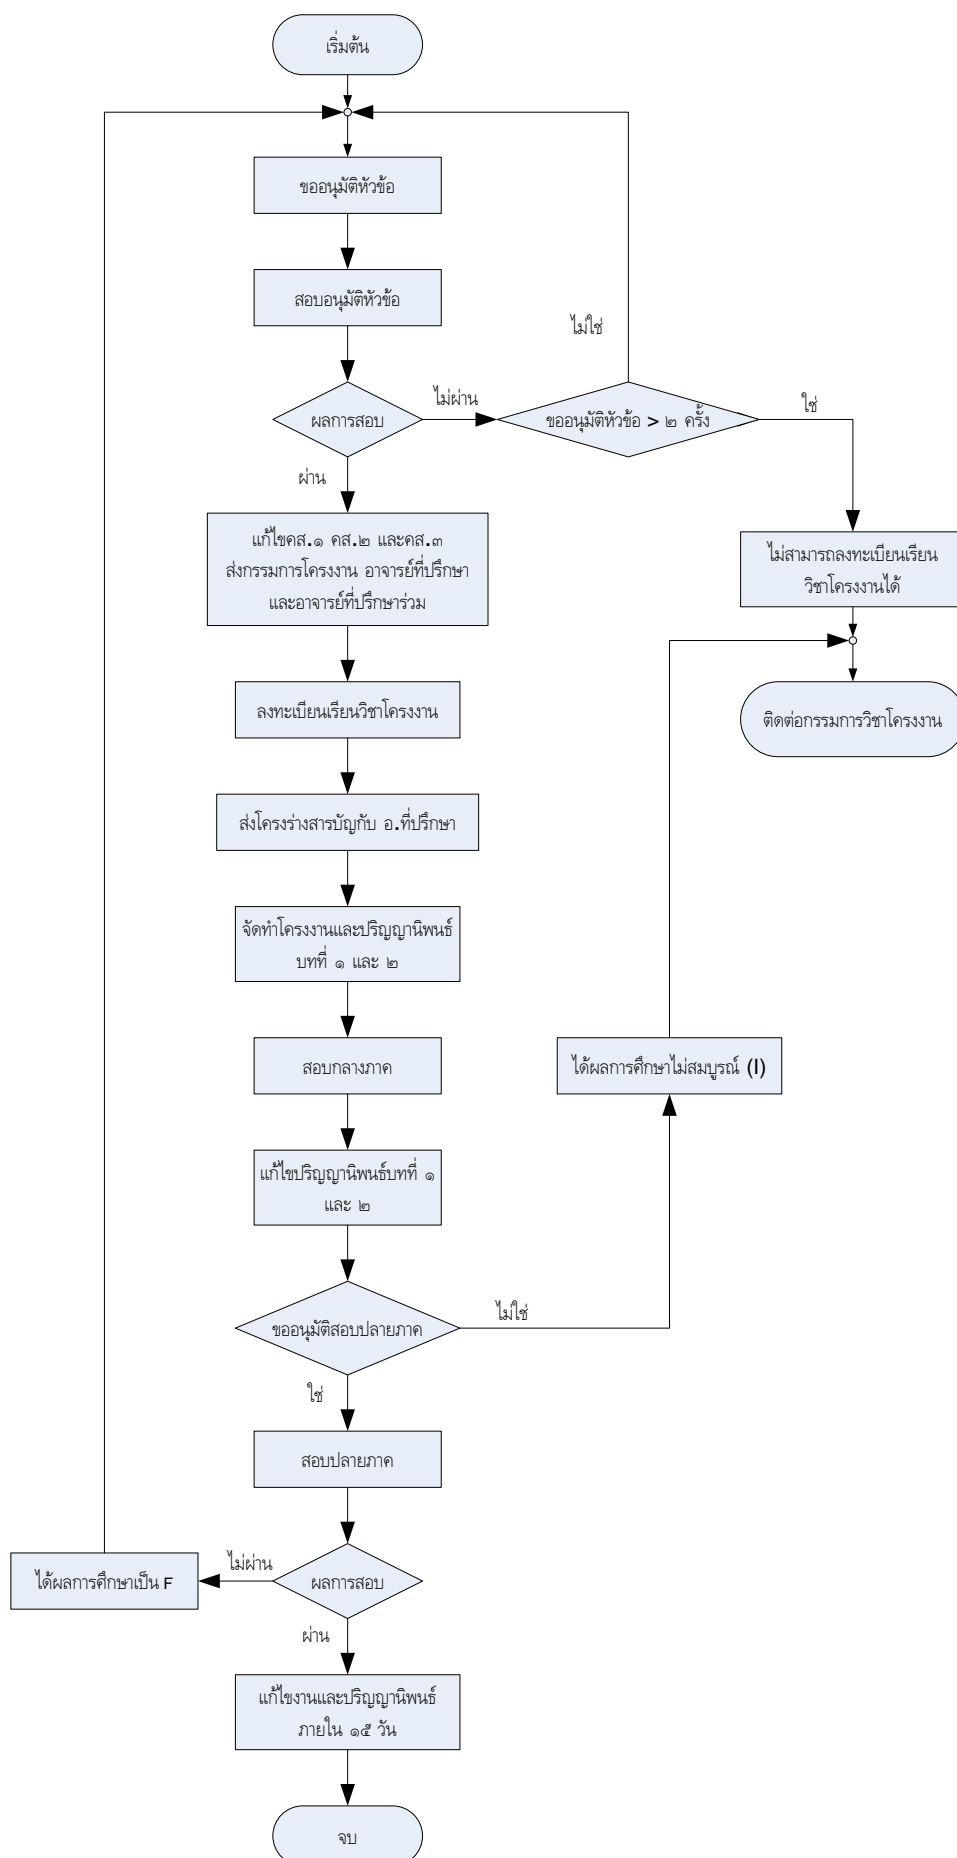 เริ่มต้น
ขออนุมัติหัวข้อ
สอบอนุมัติหัวข้อ
ไม่ใช่
ผลการสอบ
ไม่ผ่าน
ขออนุมัติหัวข้อ > ๒ ครั้ง
ใช่
ผ่าน
แก้ไขคส.๑ คส.๒ และคส.๓
ส่งกรรมการโครงงาน อาจารย์ที่ปรึกษา
และอาจารย์ที่ปรึกษาร่วม
ไม่สามารถลงทะเบียนเรียน
วิชาโครงงานได้
ลงทะเบียนเรียนวิชาโครงงาน
ติดต่อกรรมการวิชาโครงงาน
ส่งโครงร่างสารบัญกับ อ.ที่ปรึกษา
จัดทำโครงงานและปริญญานิพนธ์
บทที่ ๑ และ ๒
สอบกลางภาค
ได้ผลการศึกษาไม่สมบูรณ์ (I)
แก้ไขปริญญานิพนธ์บทที่ ๑
และ ๒
ขออนุมัติสอบปลายภาค
ไม่ใช่
ใช่
สอบปลายภาค
ได้ผลการศึกษาเป็น F
ไม่ผ่าน
ผลการสอบ
ผ่าน
แก้ไขงานและปริญญานิพนธ์
ภายใน ๑๕ วัน
จบ